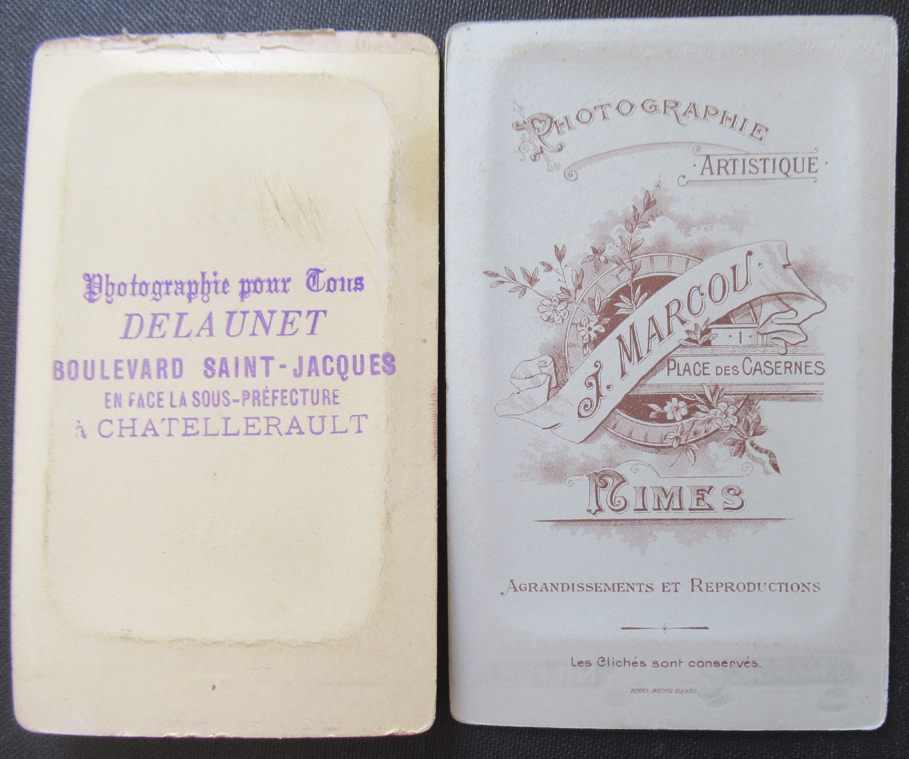 Photographie pour Tous
DELAUNET
BOULEVARD SAINT-JACQUES
EN FACE LA SOUS-PRÉFECTURE
à CHATELLERAULT
PHOTOGRAPHIE
ARTISTIQUE
J. MARCOU
1
PLACE DES CASERNES
NIMES
AGRANDISSEMENTS ET REPRODUCTIONS
Les Clichés sont conservés.